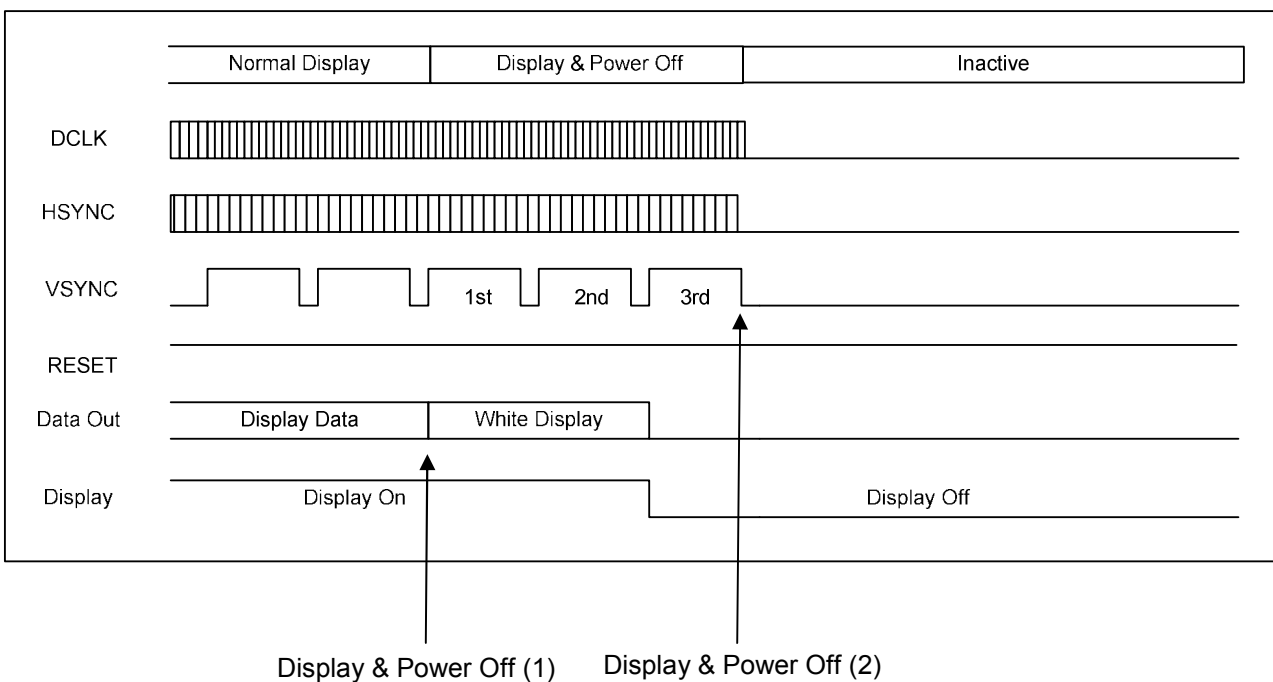 Normal Display Display & Power Off Inactive
DCLK
HSYNC
VSYNC 1st 2nd 3rd
RESET
Data Out Display Data White Display
Display Display On Display Off
Display & Power Off (1) Display & Power Off (2)